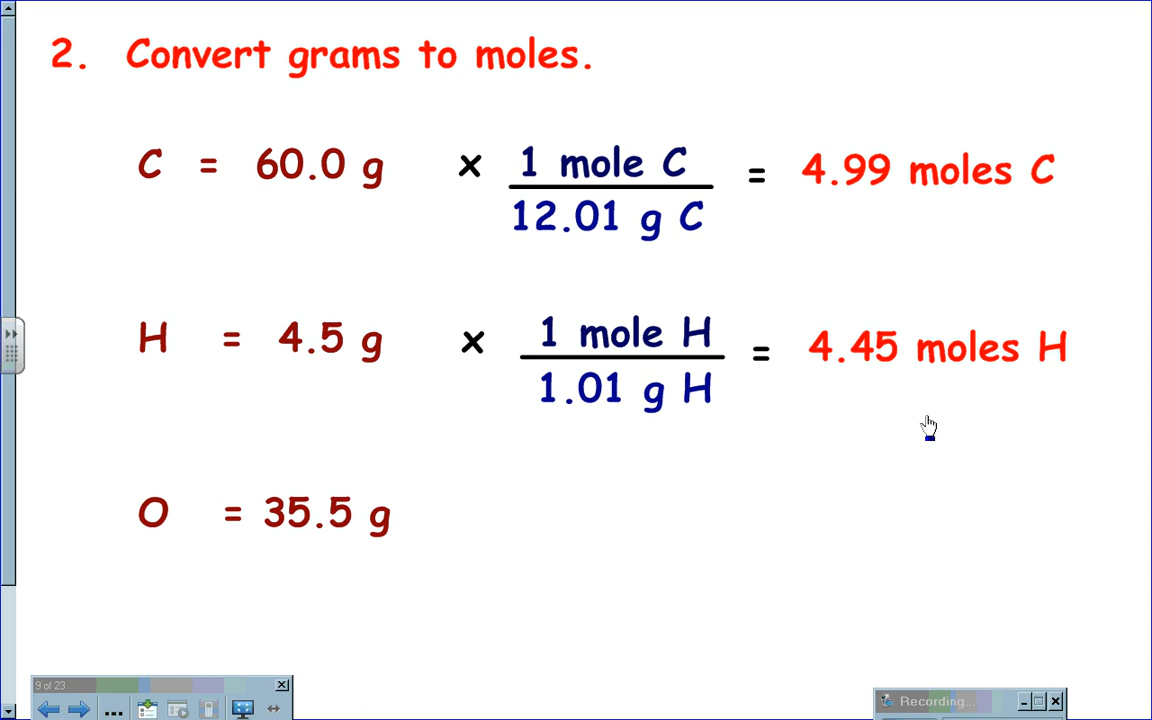 2. Convert grams to moles.
C = 60.0 g × 1 mole C = 4.99 moles C
12.01 g C
H = 4.5 g × 1 mole H = 4.45 moles H
1.01 g H
O = 35.5 g
9 of 23
Recording...